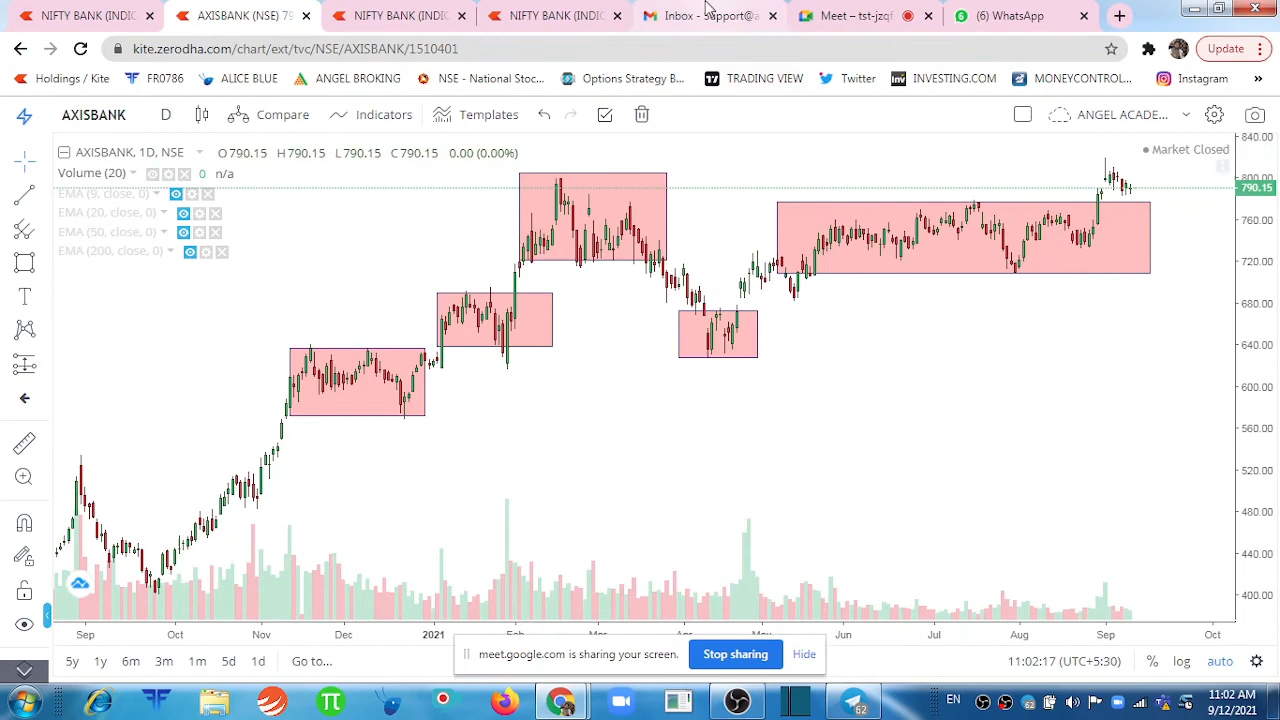 NIFTY BANK (INDIC
AXISBANK (NSE) 79
NIFTY BANK (INDIC
NIFTY BANK (INDIC
Inbox - support@a
Meet – tst-jzqf
(6) WhatsApp
kite.zerodha.com/chart/ext/tvc/NSE/AXISBANK/1510401
Update
Holdings / Kite
FR0786
ALICE BLUE
ANGEL BROKING
NSE - National Stoc...
Options Strategy B...
TRADING VIEW
Twitter
INVESTING.COM
MONEYCONTROL...
Instagram
»
AXISBANK D Compare Indicators Templates ANGEL ACADE...
AXISBANK, 1D, NSE O790.15 H790.15 L790.15 C790.15 0.00 (0.00%)
Market Closed
Volume (20) 0 n/a
EMA (9, close, 0)
EMA (20, close, 0)
EMA (50, close, 0)
EMA (200, close, 0)
840.00
800.00
790.15
760.00
720.00
680.00
640.00
600.00
560.00
520.00
480.00
440.00
400.00
Sep Oct Nov Dec 2021 Feb Mar Apr May Jun Jul Aug Sep Oct
meet.google.com is sharing your screen. Stop sharing Hide
5y 1y 6m 3m 1m 5d 1d Go to... 11:02:17 (UTC+5:30) % log auto
62
EN
11:02 AM
9/12/2021